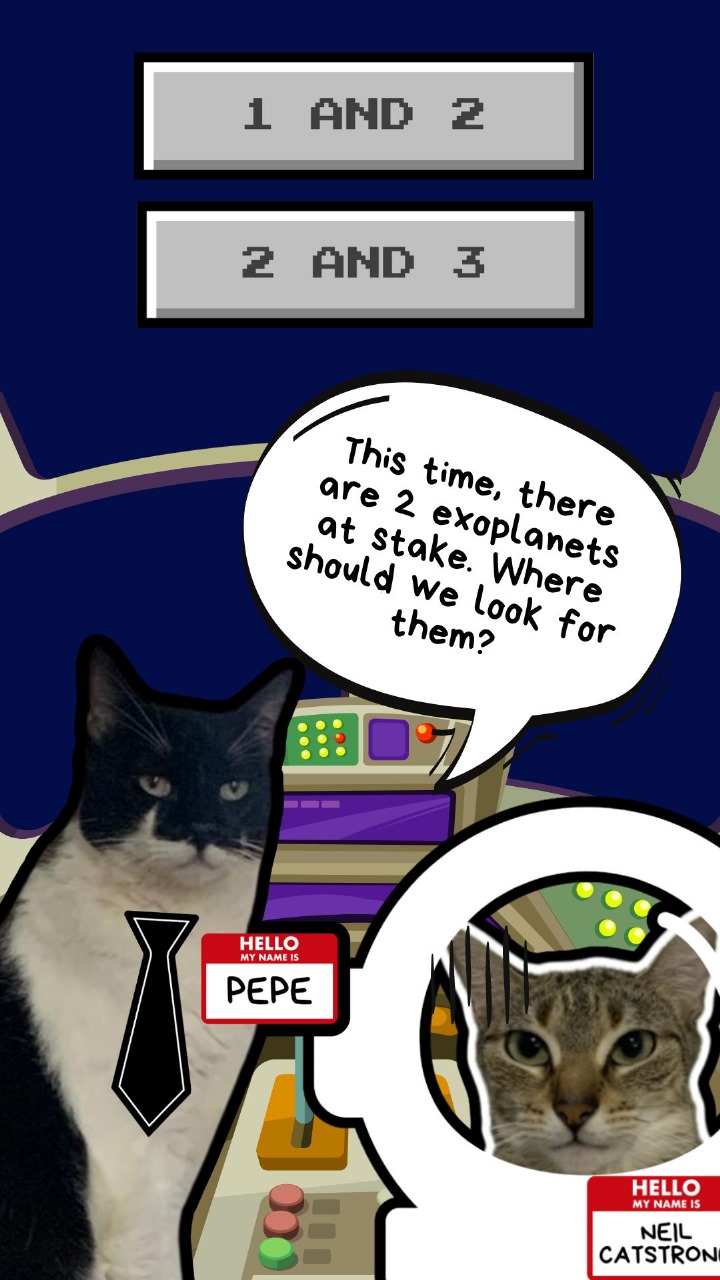 1 AND 2
2 AND 3
This time, there
are 2 exoplanets
at stake. Where
should we look for
them?
HELLO
MY NAME IS
PEPE
HELLO
MY NAME IS
NEIL
CATSTRON